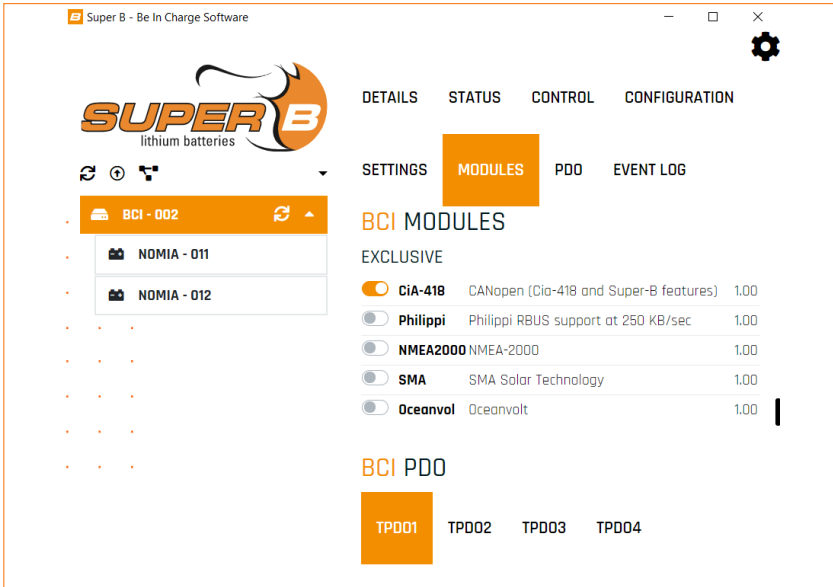 Super B - Be In Charge Software
SUPER B
lithium batteries
DETAILS STATUS CONTROL CONFIGURATION
SETTINGS MODULES PDO EVENT LOG
BCI - 002
NOMIA - 011
NOMIA - 012
BCI MODULES
EXCLUSIVE
CiA-418 CANopen (Cia-418 and Super-B features) 1.00
Philippi Philippi RBUS support at 250 KB/sec 1.00
NMEA2000 NMEA-2000 1.00
SMA SMA Solar Technology 1.00
Oceanvol Oceanvolt 1.00
BCI PDO
TPDO1 TPDO2 TPDO3 TPDO4